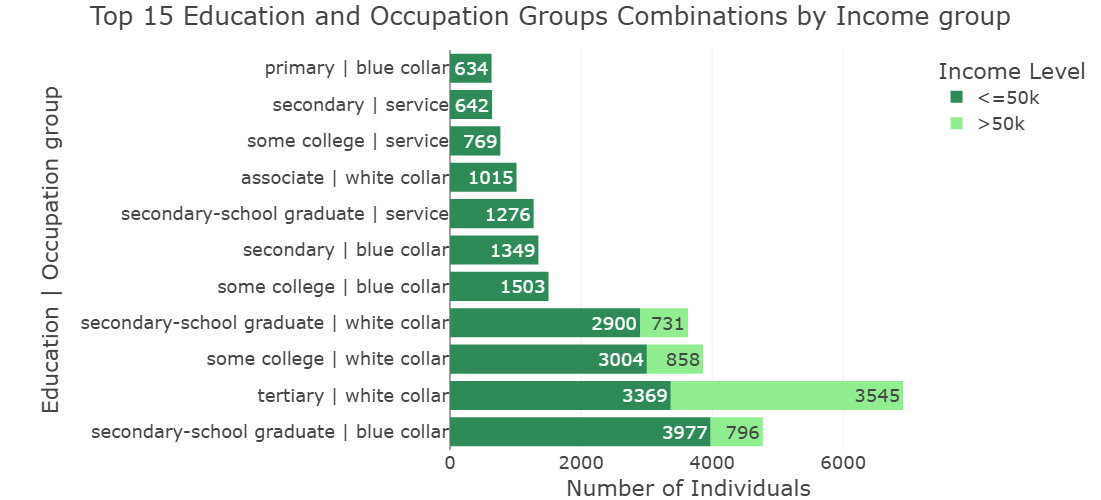 Top 15 Education and Occupation Groups Combinations by Income group
Education | Occupation group
primary | blue collar 634
secondary | service 642
some college | service 769
associate | white collar 1015
secondary-school graduate | service 1276
secondary | blue collar 1349
some college | blue collar 1503
secondary-school graduate | white collar 2900 731
some college | white collar 3004 858
tertiary | white collar 3369 3545
secondary-school graduate | blue collar 3977 796
0 2000 4000 6000
Number of Individuals
Income Level
<=50k
>50k